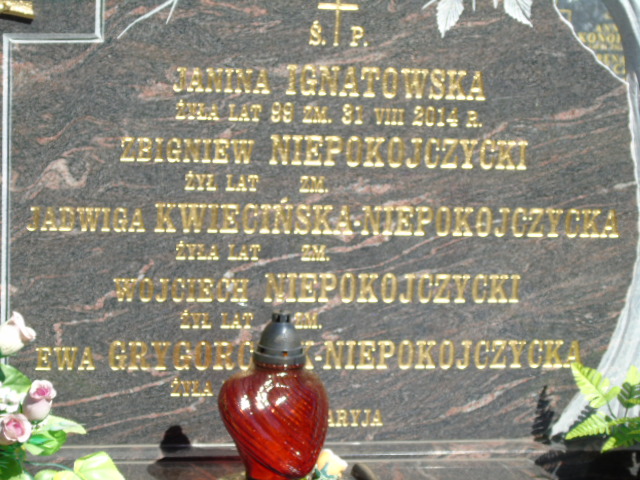 Ś. P.
JANINA IGNATOWSKA
ŻYŁA LAT 99 ZM. 31 VIII 2014 R.
ZBIGNIEW NIEPOKOJCZYCKI
ŻYŁ LAT ZM.
JADWIGA KWIECIŃSKA-NIEPOKOJCZYCKA
ŻYŁA LAT ZM.
WOJCIECH NIEPOKOJCZYCKI
ŻYŁ LAT ZM.
EWA -NIEPOKOJCZYCKA
ŻYŁA